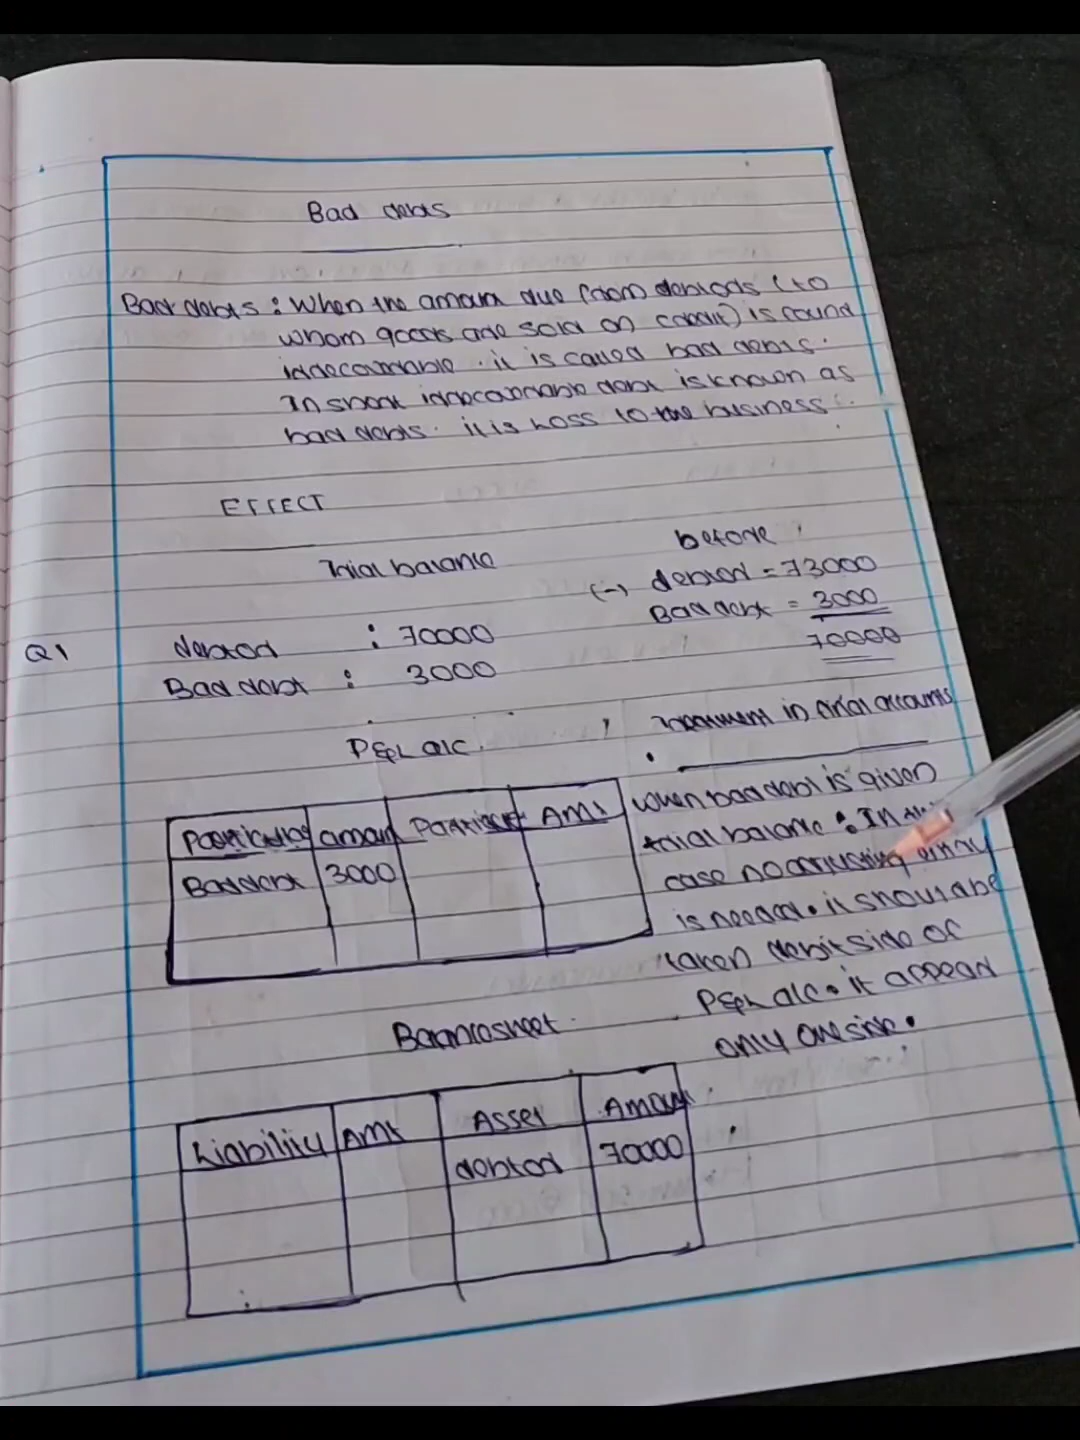 Bad debts
Bad debts : When the amount due from debtors (to
whom goods are sold on credit) is found
irrecoverable. it is called bad debts.
In short irrecoverable debt is known as
bad debts. it is Loss to the business.
EFFECT
Trial balance
before
(-) debtor = 73000
Bad debt = 3000
70000
Q1
debtor : 70000
Bad debt : 3000
Treatment in final accounts
P&L a/c.
When bad debt is given
trial balance : In
case no adjusting entry
is needed. it should be
taken debit side of
P&L a/c. it appear
only one side.
Particular amount Particular Amt
Bad debt 3000
Balance sheet
Liability Amt Asset Amount
debtor 70000